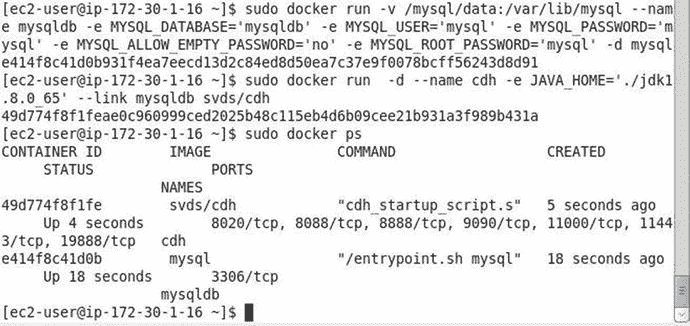 [ec2-user@ip-172-30-1-16 ~]$ sudo docker run -v /mysql/data:/var/lib/mysql --nam
e mysqldb -e MYSQL_DATABASE='mysqldb' -e MYSQL_USER='mysql' -e MYSQL_PASSWORD='m
ysql' -e MYSQL_ALLOW_EMPTY_PASSWORD='no' -e MYSQL_ROOT_PASSWORD='mysql' -d mysql
e414f8c41d0b931f4ea7eecd13d2c84ed8d50ea7c37e9f0078bcff56243d8d91
[ec2-user@ip-172-30-1-16 ~]$ sudo docker run  -d --name cdh -e JAVA_HOME='./jdk1
.8.0_65' --link mysqldb svds/cdh
49d774f8f1feae0c960999ced2025b48c115eb4d6b09cee21b931a3f989b431a
[ec2-user@ip-172-30-1-16 ~]$ sudo docker ps
CONTAINER ID        IMAGE               COMMAND                  CREATED
     STATUS              PORTS
                    NAMES
49d774f8f1fe        svds/cdh            "cdh_startup_script.s"   5 seconds ago
     Up 4 seconds        8020/tcp, 8088/tcp, 8888/tcp, 9090/tcp, 11000/tcp, 1144
3/tcp, 19888/tcp   cdh
e414f8c41d0b        mysql               "/entrypoint.sh mysql"   18 seconds ago
     Up 18 seconds       3306/tcp
                    mysqldb
[ec2-user@ip-172-30-1-16 ~]$